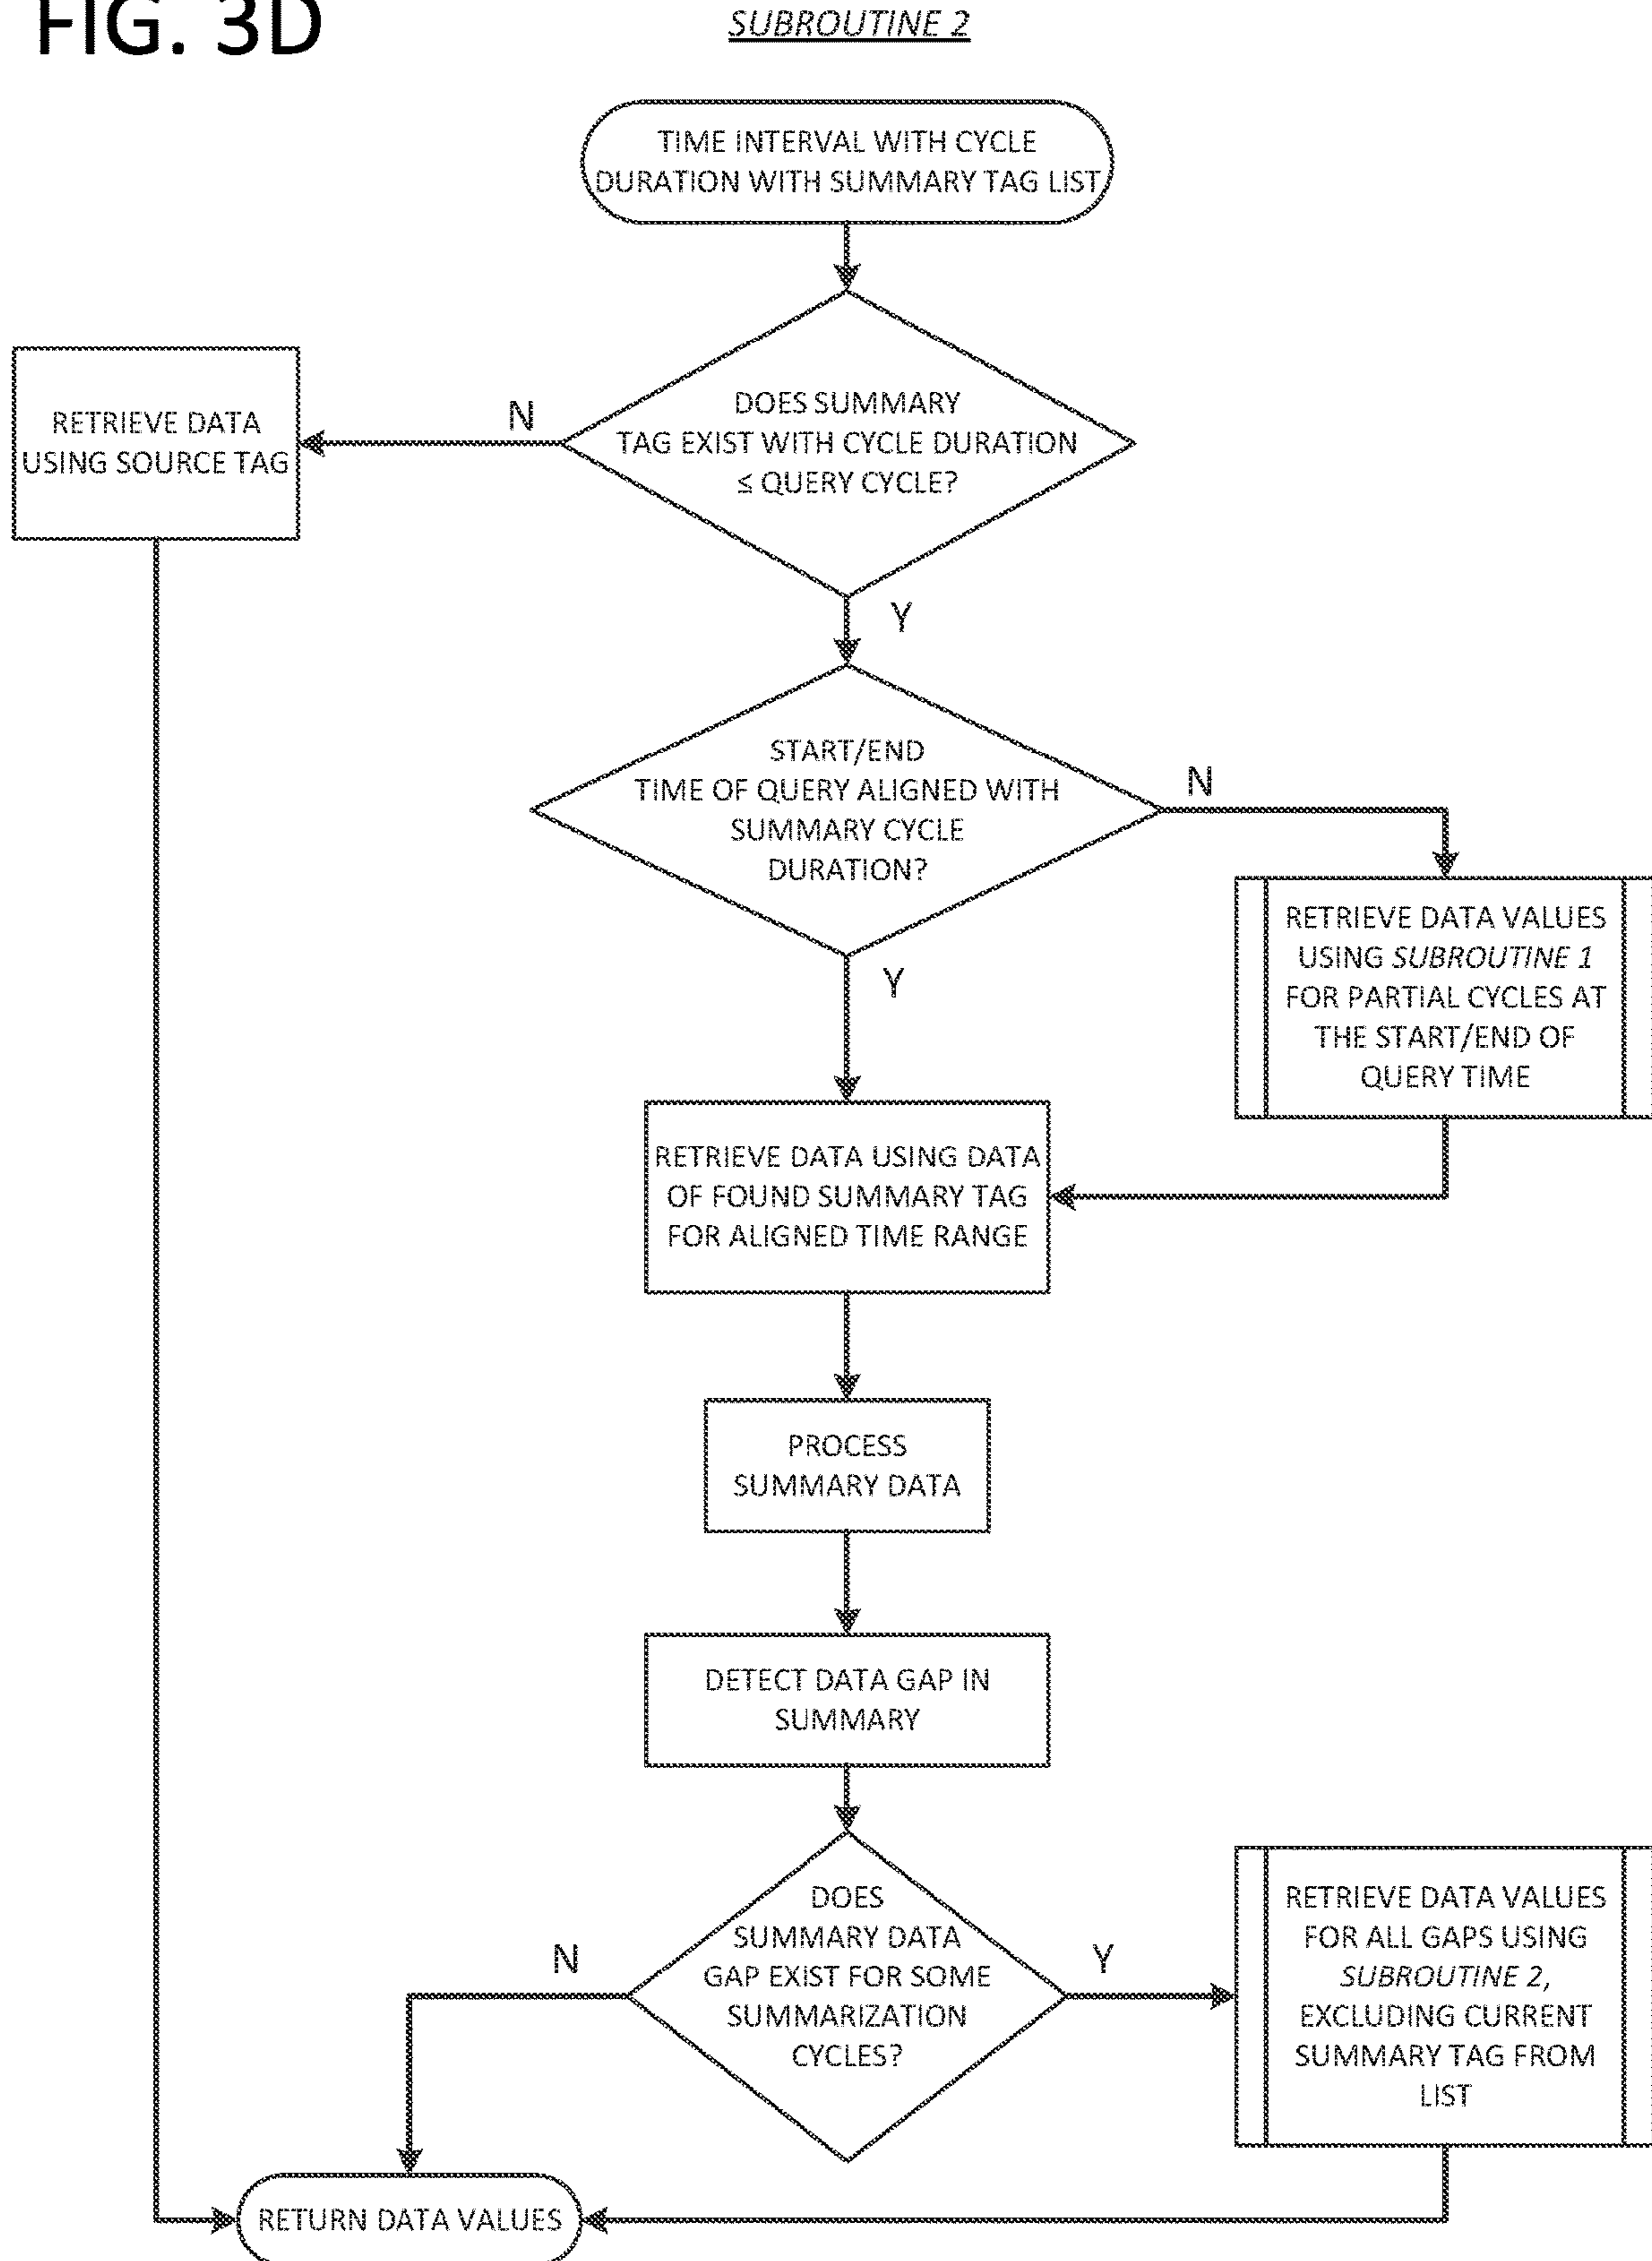 FIG. 3D
SUBROUTINE 2
TIME INTERVAL WITH CYCLE
DURATION WITH SUMMARY TAG LIST
DOES SUMMARY
TAG EXIST WITH CYCLE DURATION
≤ QUERY CYCLE?
N
RETRIEVE DATA
USING SOURCE TAG
Y
START/END
TIME OF QUERY ALIGNED WITH
SUMMARY CYCLE
DURATION?
N
RETRIEVE DATA VALUES
USING SUBROUTINE 1
FOR PARTIAL CYCLES AT
THE START/END OF
QUERY TIME
Y
RETRIEVE DATA USING DATA
OF FOUND SUMMARY TAG
FOR ALIGNED TIME RANGE
PROCESS
SUMMARY DATA
DETECT DATA GAP IN
SUMMARY
DOES
SUMMARY DATA
GAP EXIST FOR SOME
SUMMARIZATION
CYCLES?
N
Y
RETRIEVE DATA VALUES
FOR ALL GAPS USING
SUBROUTINE 2,
EXCLUDING CURRENT
SUMMARY TAG FROM
LIST
RETURN DATA VALUES